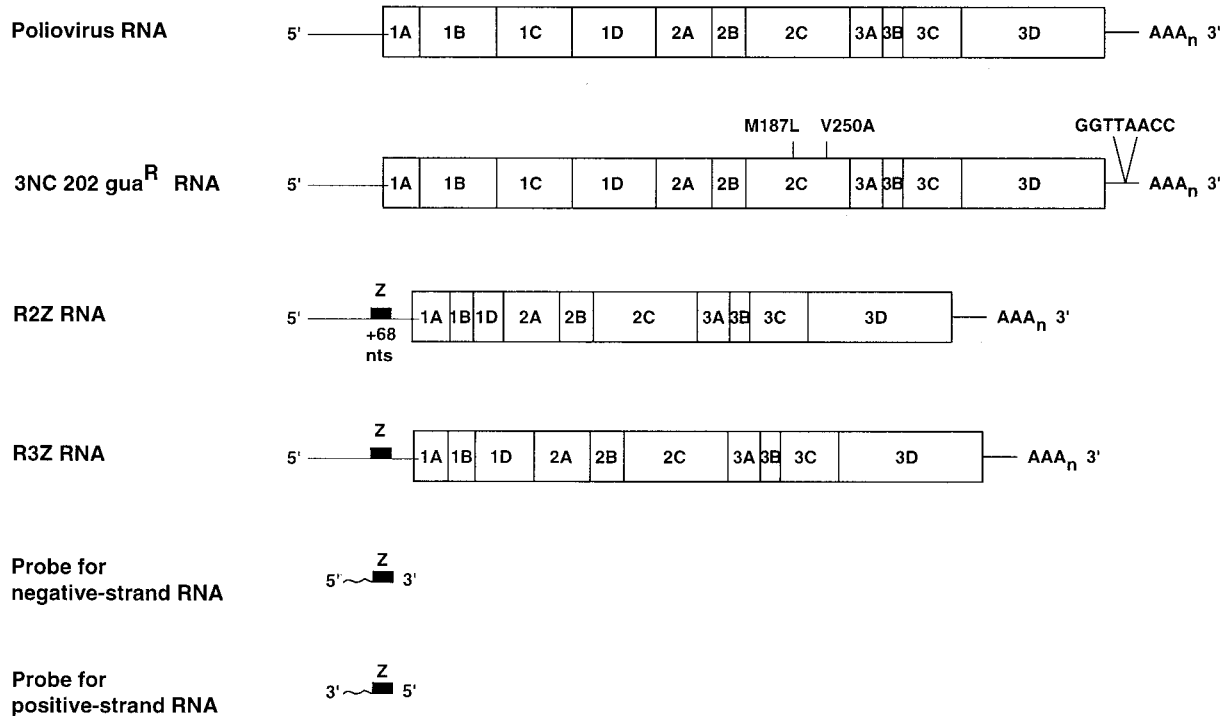 Poliovirus RNA
5' 1A 1B 1C 1D 2A 2B 2C 3A 3B 3C 3D AAAn 3'
M187L V250A GGTTAACC
3NC 202 guaR RNA
5' 1A 1B 1C 1D 2A 2B 2C 3A 3B 3C 3D AAAn 3'
Z
R2Z RNA
5' 1A 1B 1D 2A 2B 2C 3A 3B 3C 3D AAAn 3'
+68
nts
Z
R3Z RNA
5' 1A 1B 1D 2A 2B 2C 3A 3B 3C 3D AAAn 3'
Z
Probe for
negative-strand RNA
5' 3'
Z
Probe for
positive-strand RNA
3' 5'